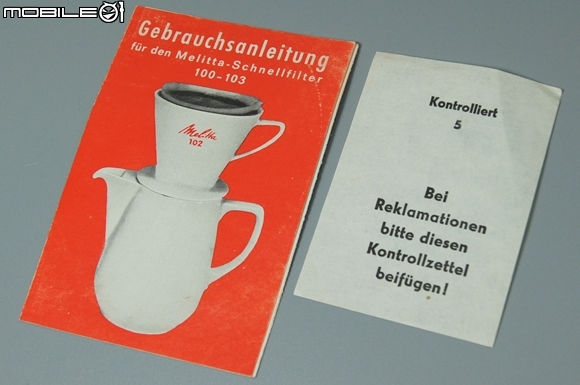 MOBILE01
Gebrauchsanleitung
für den Melitta-Schnellfilter
100-103
Melitta
102
Kontrolliert
5
Bei
Reklamationen
bitte diesen
Kontrollzettel
beifügen!